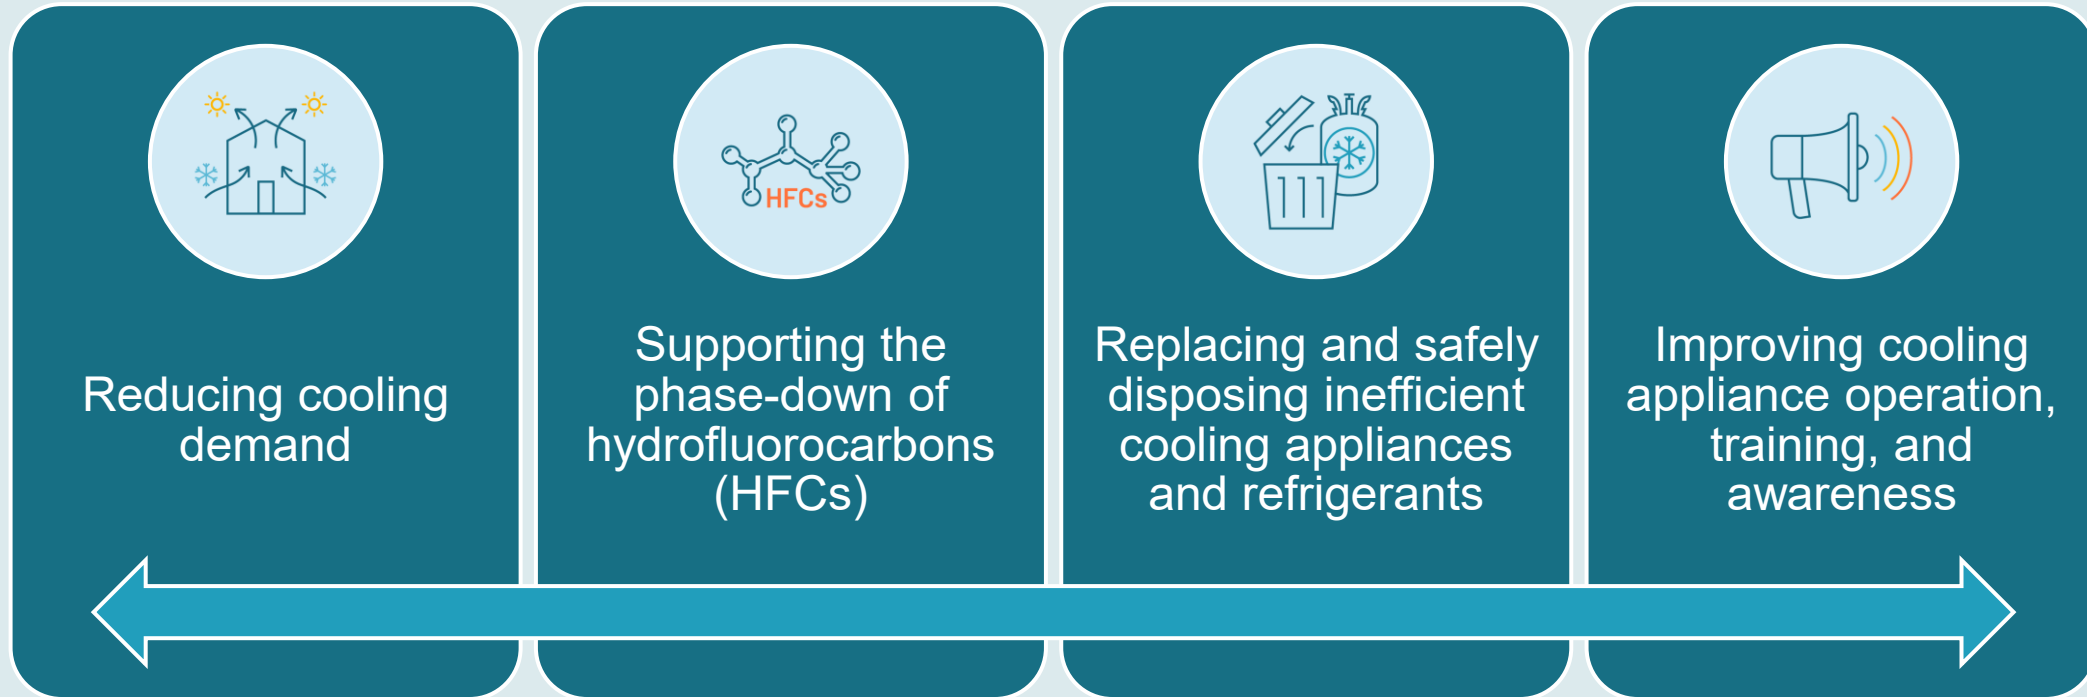 Reducing cooling
demand
HFCs
Supporting the
phase-down of
hydrofluorocarbons
(HFCs)
Replacing and safely
disposing inefficient
cooling appliances
and refrigerants
Improving cooling
appliance operation,
training, and
awareness